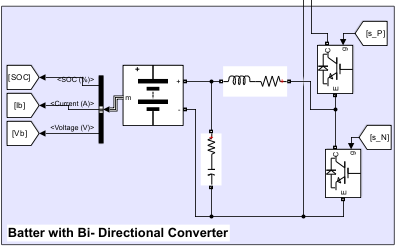 [s_P]
g
C
[SOC]
<SOC (%)>
+
+
E
[Ib]
<Current (A)>
m
-
[s_N]
[Vb]
<Voltage (V)>
C
g
+
E
Batter with Bi- Directional Converter